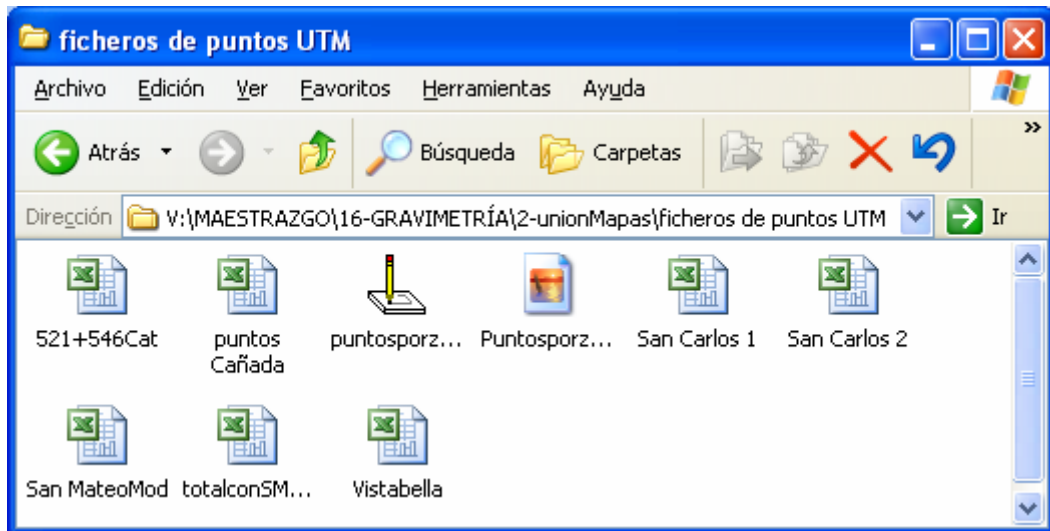 ficheros de puntos UTM
Archivo Edición Ver Favoritos Herramientas Ayuda
Atrás Búsqueda Carpetas »
Dirección V:\MAESTRAZGO\16-GRAVIMETRÍA\2-unionMapas\ficheros de puntos UTM Ir
521+546Cat
puntos
Cañada
puntosporz...
Puntosporz...
San Carlos 1
San Carlos 2
San MateoMod
totalconSM...
Vistabella